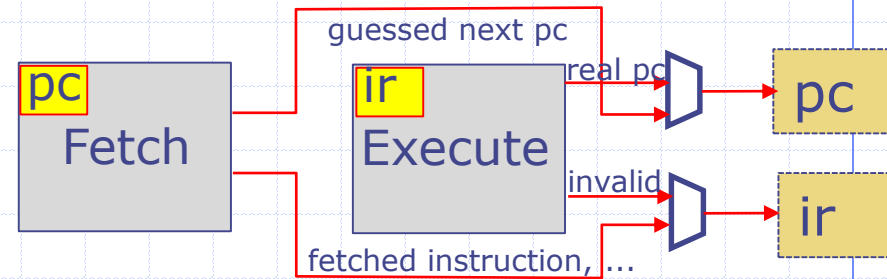 guessed next pc
pc
Fetch
ir
Execute
real pc
pc
invalid
ir
fetched instruction, ...